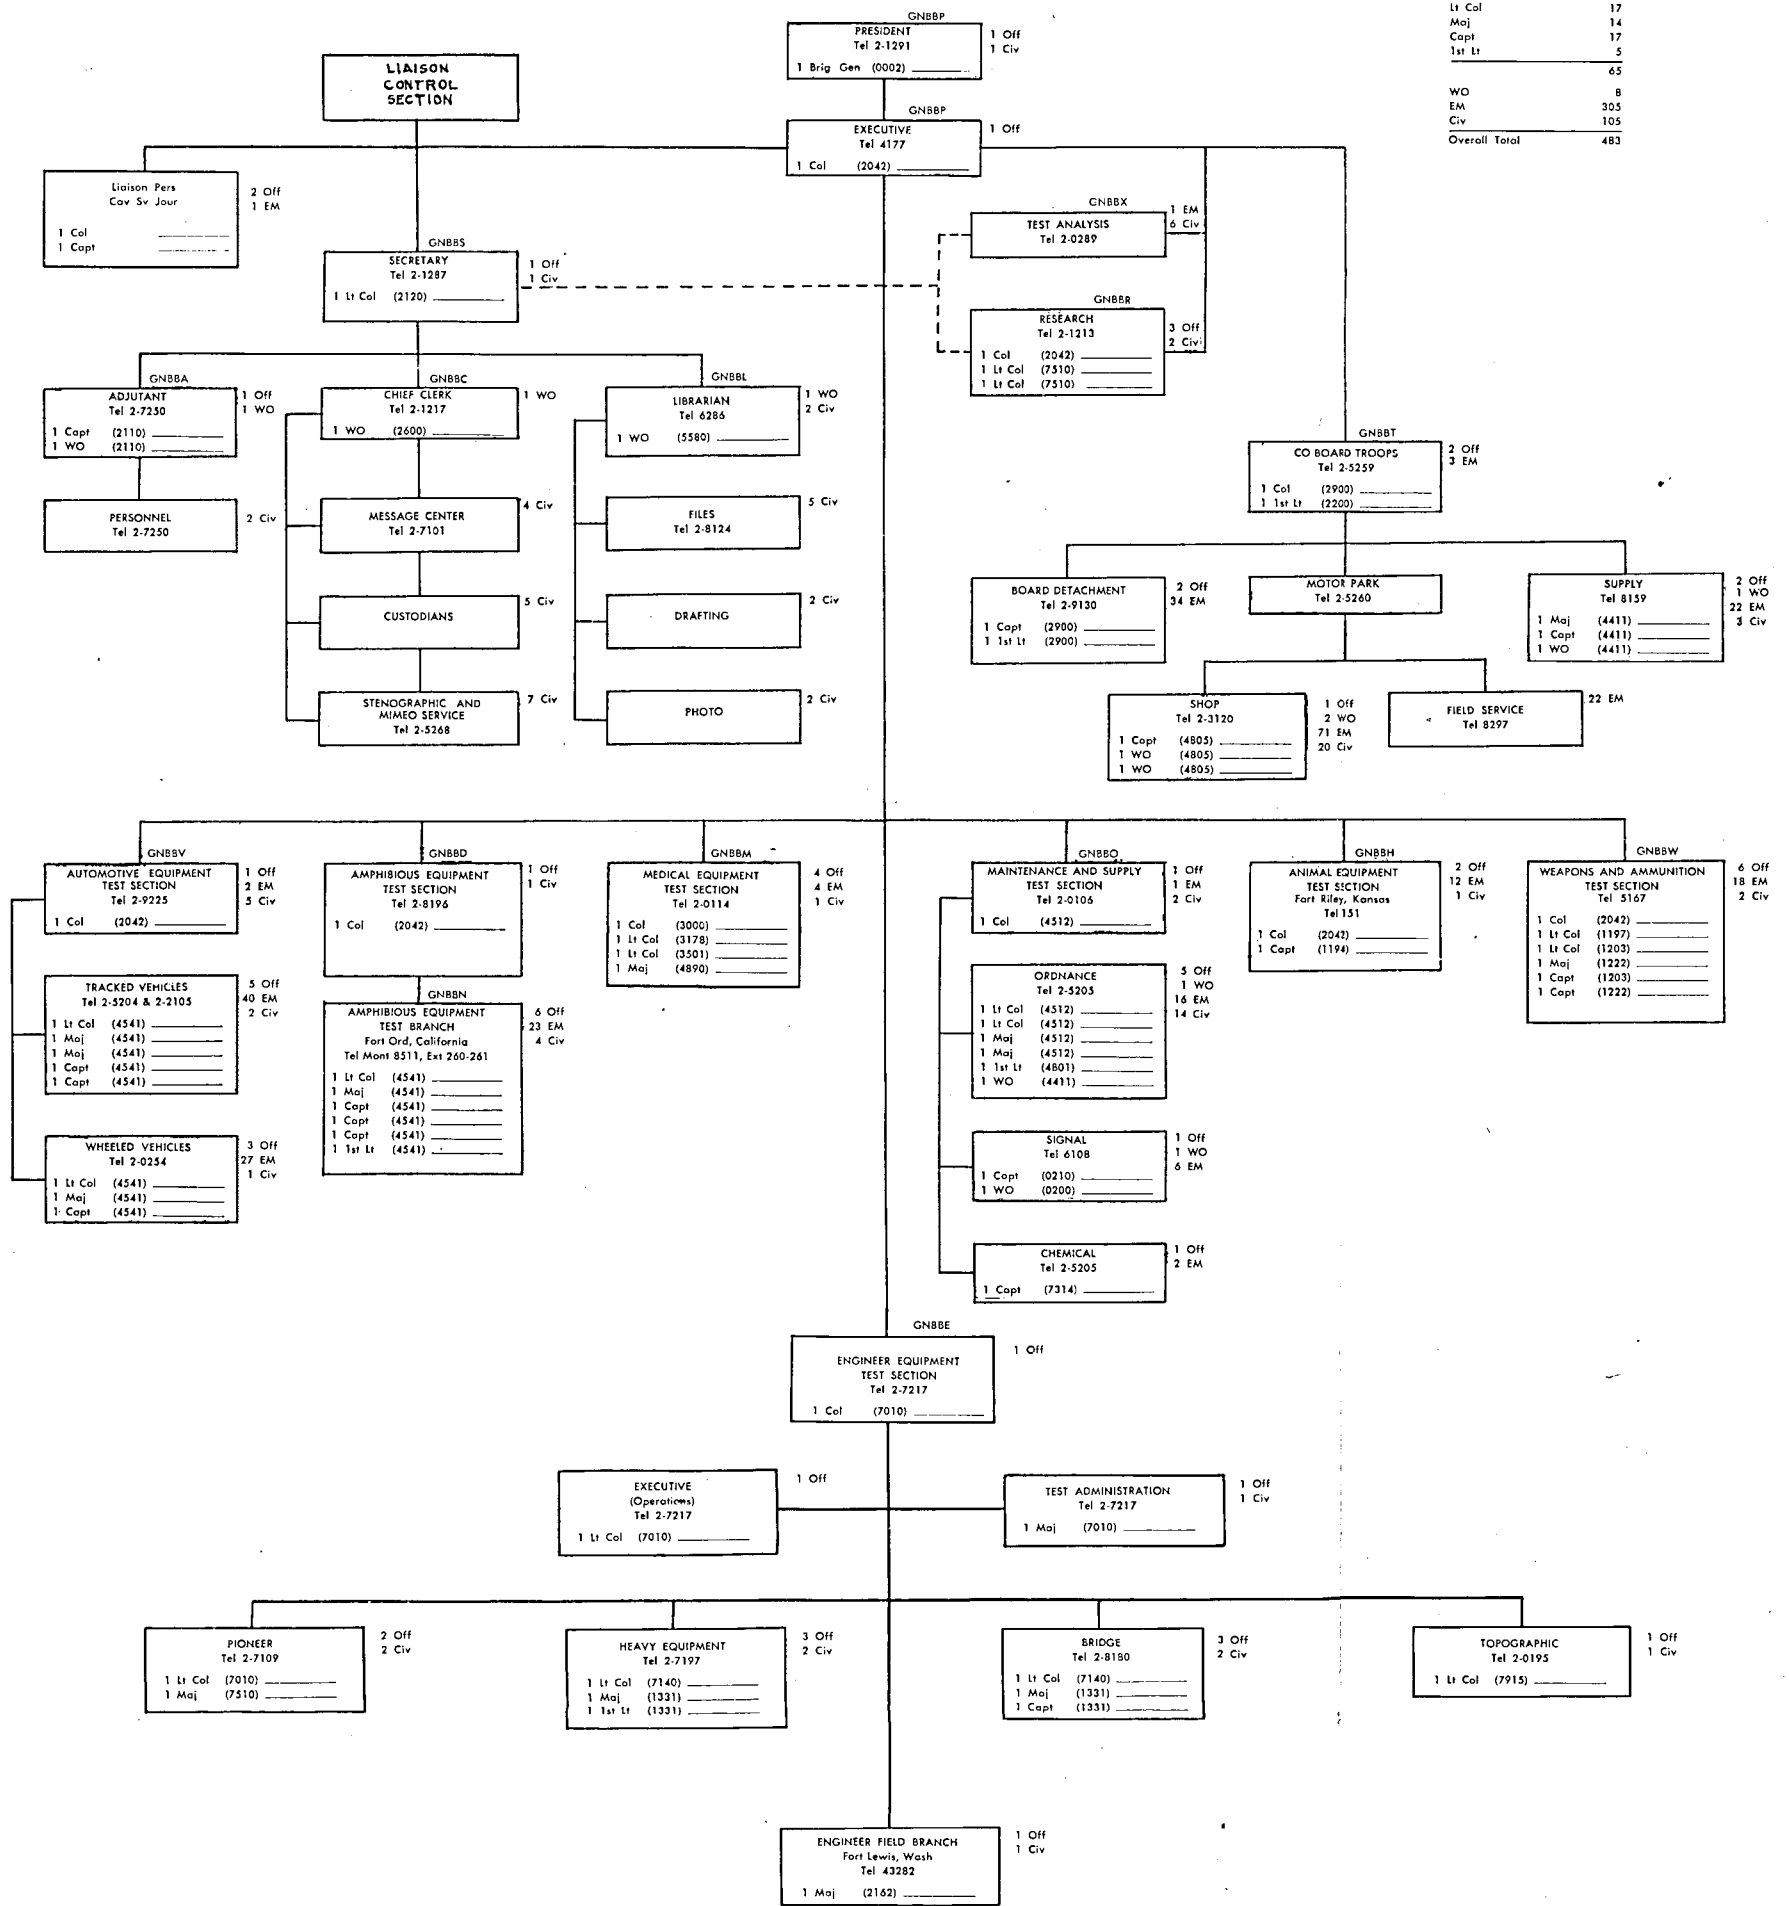 Lt Col 17
Maj 14
Capt 17
1st Lt 5
65
WO 8
EM 305
Civ 105
Overall Total 483
GNBBP
PRESIDENT
Tel 2-1291
1 Brig Gen (0002)
1 Off
1 Civ
LIAISON
CONTROL
SECTION
GNBBP
EXECUTIVE
Tel 4177
1 Col (2042)
1 Off
Liaison Pers
Cav Sv Jour
1 Col
1 Capt
2 Off
1 EM
GNBBS
SECRETARY
Tel 2-1287
1 Lt Col (2120)
1 Off
1 Civ
GNBBX
TEST ANALYSIS
Tel 2-0289
1 EM
6 Civ
GNBBR
RESEARCH
Tel 2-1213
1 Col (2042)
1 Lt Col (7510)
1 Lt Col (7510)
3 Off
2 Civ
GNBBA
ADJUTANT
Tel 2-7250
1 Capt (2110)
1 WO (2110)
1 Off
1 WO
GNBBC
CHIEF CLERK
Tel 2-1217
1 WO (2600)
1 WO
GNBBL
LIBRARIAN
Tel 6286
1 WO (5580)
1 WO
2 Civ
GNBBT
CO BOARD TROOPS
Tel 2-5259
1 Col (2900)
1 1st Lt (2200)
2 Off
3 EM
PERSONNEL
Tel 2-7250
2 Civ
MESSAGE CENTER
Tel 2-7101
4 Civ
FILES
Tel 2-8124
5 Civ
CUSTODIANS
5 Civ
DRAFTING
2 Civ
STENOGRAPHIC AND
MIMEO SERVICE
Tel 2-5268
7 Civ
PHOTO
2 Civ
BOARD DETACHMENT
Tel 2-9130
1 Capt (2900)
1 1st Lt (2900)
2 Off
34 EM
MOTOR PARK
Tel 2-5260
SUPPLY
Tel 8159
1 Maj (4411)
1 Capt (4411)
1 WO (4411)
2 Off
1 WO
22 EM
3 Civ
SHOP
Tel 2-3120
1 Capt (4805)
1 WO (4805)
1 WO (4805)
1 Off
2 WO
71 EM
20 Civ
FIELD SERVICE
Tel 8297
22 EM
GNBBV
AUTOMOTIVE EQUIPMENT
TEST SECTION
Tel 2-9225
1 Col (2042)
1 Off
2 EM
5 Civ
GNBBD
AMPHIBIOUS EQUIPMENT
TEST SECTION
Tel 2-8196
1 Col (2042)
1 Off
1 Civ
GNBBM
MEDICAL EQUIPMENT
TEST SECTION
Tel 2-0114
1 Col (3000)
1 Lt Col (3178)
1 Lt Col (3501)
1 Maj (4890)
4 Off
4 EM
1 Civ
GNBBO
MAINTENANCE AND SUPPLY
TEST SECTION
Tel 2-0106
1 Col (4512)
1 Off
1 EM
2 Civ
GNBBH
ANIMAL EQUIPMENT
TEST SECTION
Fort Riley, Kansas
Tel 151
1 Col (2042)
1 Capt (1194)
2 Off
12 EM
1 Civ
GNBBW
WEAPONS AND AMMUNITION
TEST SECTION
Tel 5167
1 Col (2042)
1 Lt Col (1197)
1 Lt Col (1203)
1 Maj (1222)
1 Capt (1203)
1 Capt (1222)
6 Off
18 EM
2 Civ
TRACKED VEHICLES
Tel 2-5204 & 2-2105
1 Lt Col (4541)
1 Maj (4541)
1 Maj (4541)
1 Capt (4541)
1 Capt (4541)
5 Off
40 EM
2 Civ
GNBBN
AMPHIBIOUS EQUIPMENT
TEST BRANCH
Fort Ord, California
Tel Mont 8511, Ext 260-261
1 Lt Col (4541)
1 Maj (4541)
1 Capt (4541)
1 Capt (4541)
1 Capt (4541)
1 1st Lt (4541)
6 Off
23 EM
4 Civ
ORDNANCE
Tel 2-5205
1 Lt Col (4512)
1 Lt Col (4512)
1 Maj (4512)
1 Maj (4512)
1 1st Lt (4801)
1 WO (4411)
5 Off
1 WO
16 EM
14 Civ
WHEELED VEHICLES
Tel 2-0254
1 Lt Col (4541)
1 Maj (4541)
1 Capt (4541)
3 Off
27 EM
1 Civ
SIGNAL
Tel 6108
1 Capt (0210)
1 WO (0200)
1 Off
1 WO
6 EM
CHEMICAL
Tel 2-5205
1 Capt (7314)
1 Off
2 EM
GNBBE
ENGINEER EQUIPMENT
TEST SECTION
Tel 2-7217
1 Col (7010)
1 Off
EXECUTIVE
(Operations)
Tel 2-7217
1 Lt Col (7010)
1 Off
TEST ADMINISTRATION
Tel 2-7217
1 Maj (7010)
1 Off
1 Civ
PIONEER
Tel 2-7109
1 Lt Col (7010)
1 Maj (7510)
2 Off
2 Civ
HEAVY EQUIPMENT
Tel 2-7197
1 Lt Col (7140)
1 Maj (1331)
1 1st Lt (1331)
3 Off
2 Civ
BRIDGE
Tel 2-8180
1 Lt Col (7140)
1 Maj (1331)
1 Capt (1331)
3 Off
2 Civ
TOPOGRAPHIC
Tel 2-0195
1 Lt Col (7915)
1 Off
1 Civ
ENGINEER FIELD BRANCH
Fort Lewis, Wash
Tel 43282
1 Maj (2162)
1 Off
1 Civ